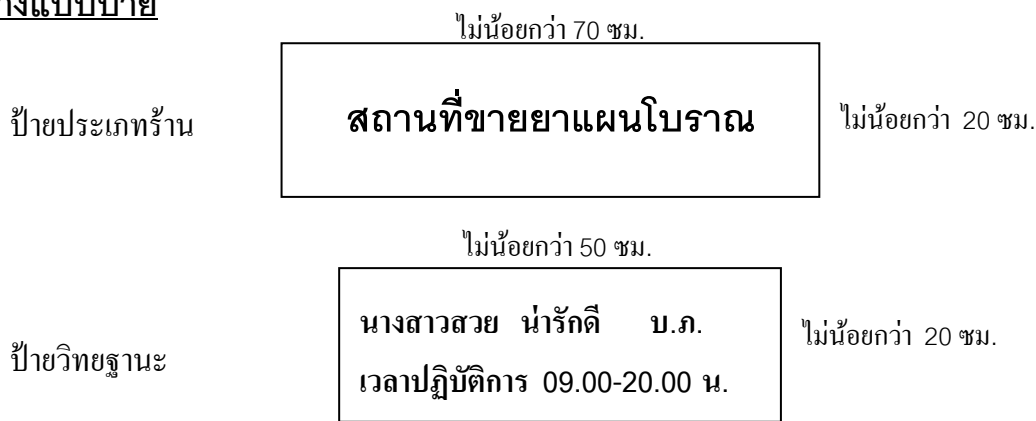 ไม่น้อยกว่า 70 ซม.
ป้ายประเภทร้าน สถานที่ขายยาแผนโบราณ ไม่น้อยกว่า 20 ซม.
ไม่น้อยกว่า 50 ซม.
นางสาวสวย น่ารักดี บ.ภ.
ป้ายวิทยฐานะ ไม่น้อยกว่า 20 ซม.
เวลาปฏิบัติการ 09.00-20.00 น.